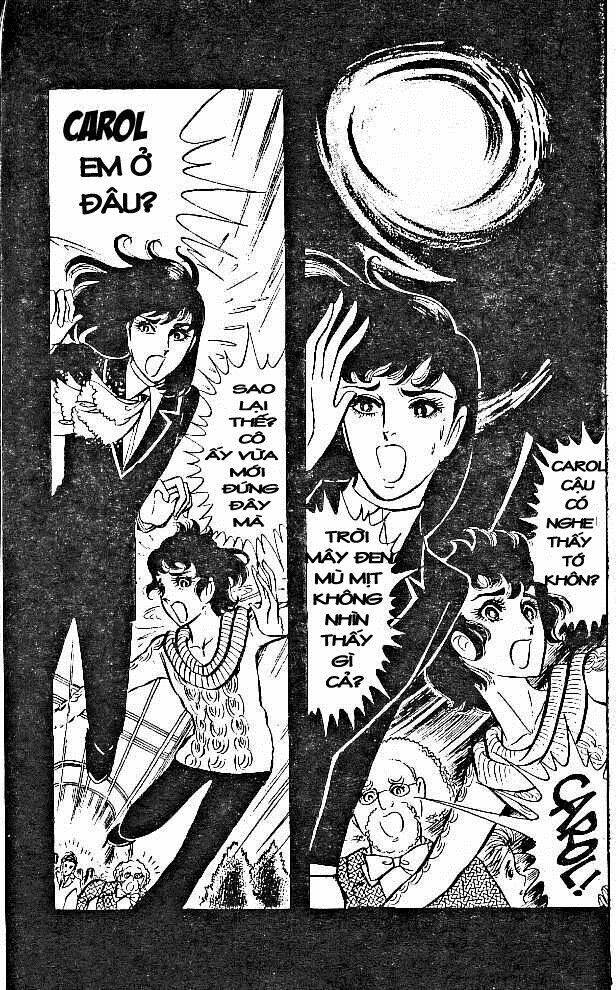 CAROL
EM Ở
ĐÂU?
SAO
LẠI
THẾ?
CÔ
ẤY VỪA
MỚI
ĐỨNG
ĐÂY
MÀ
TRỜI
MÂY ĐEN
MÙ MỊT
KHÔNG
NHÌN
THẤY
GÌ
CẢ?
CAROL
CẬU
CÓ
NGHE
THẤY
TỚ
KHÔN?
CAROL!